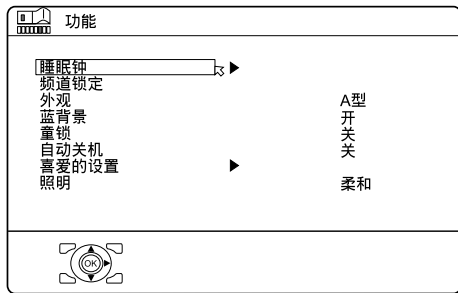 功能
睡眠钟
频道锁定
外观 A型
蓝背景 开
童锁 关
自动关机 关
喜爱的设置
照明 柔和
OK